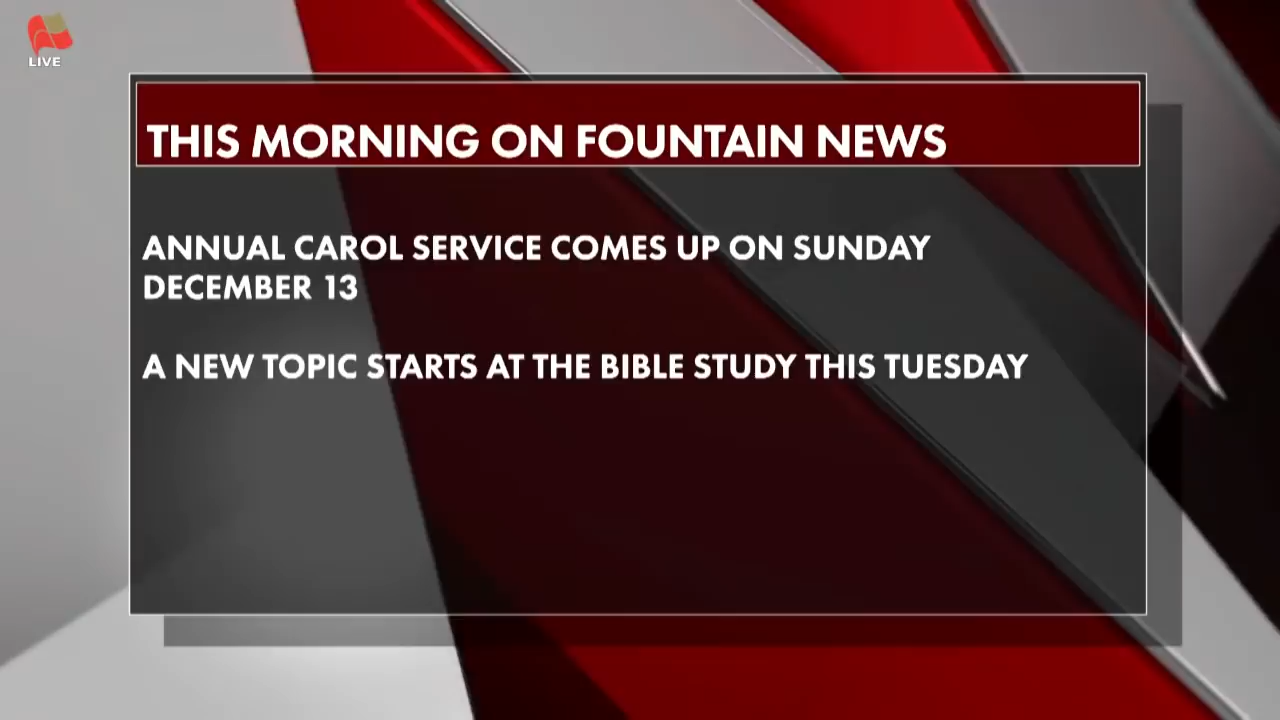 LIVE
THIS MORNING ON FOUNTAIN NEWS
ANNUAL CAROL SERVICE COMES UP ON SUNDAY
DECEMBER 13
A NEW TOPIC STARTS AT THE BIBLE STUDY THIS TUESDAY